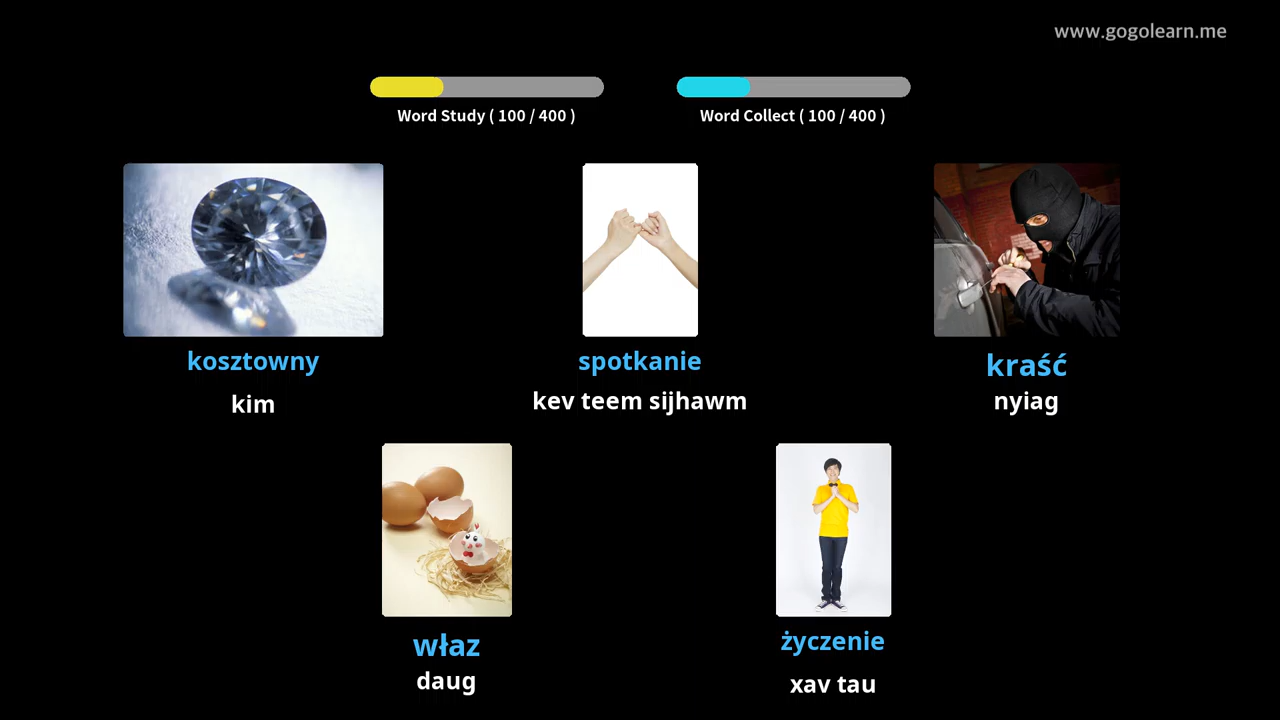 www.gogolearn.me
Word Study ( 100 / 400 )
Word Collect ( 100 / 400 )
kosztowny
kim
spotkanie
kev teem sijhawm
kraść
nyiag
właz
daug
życzenie
xav tau